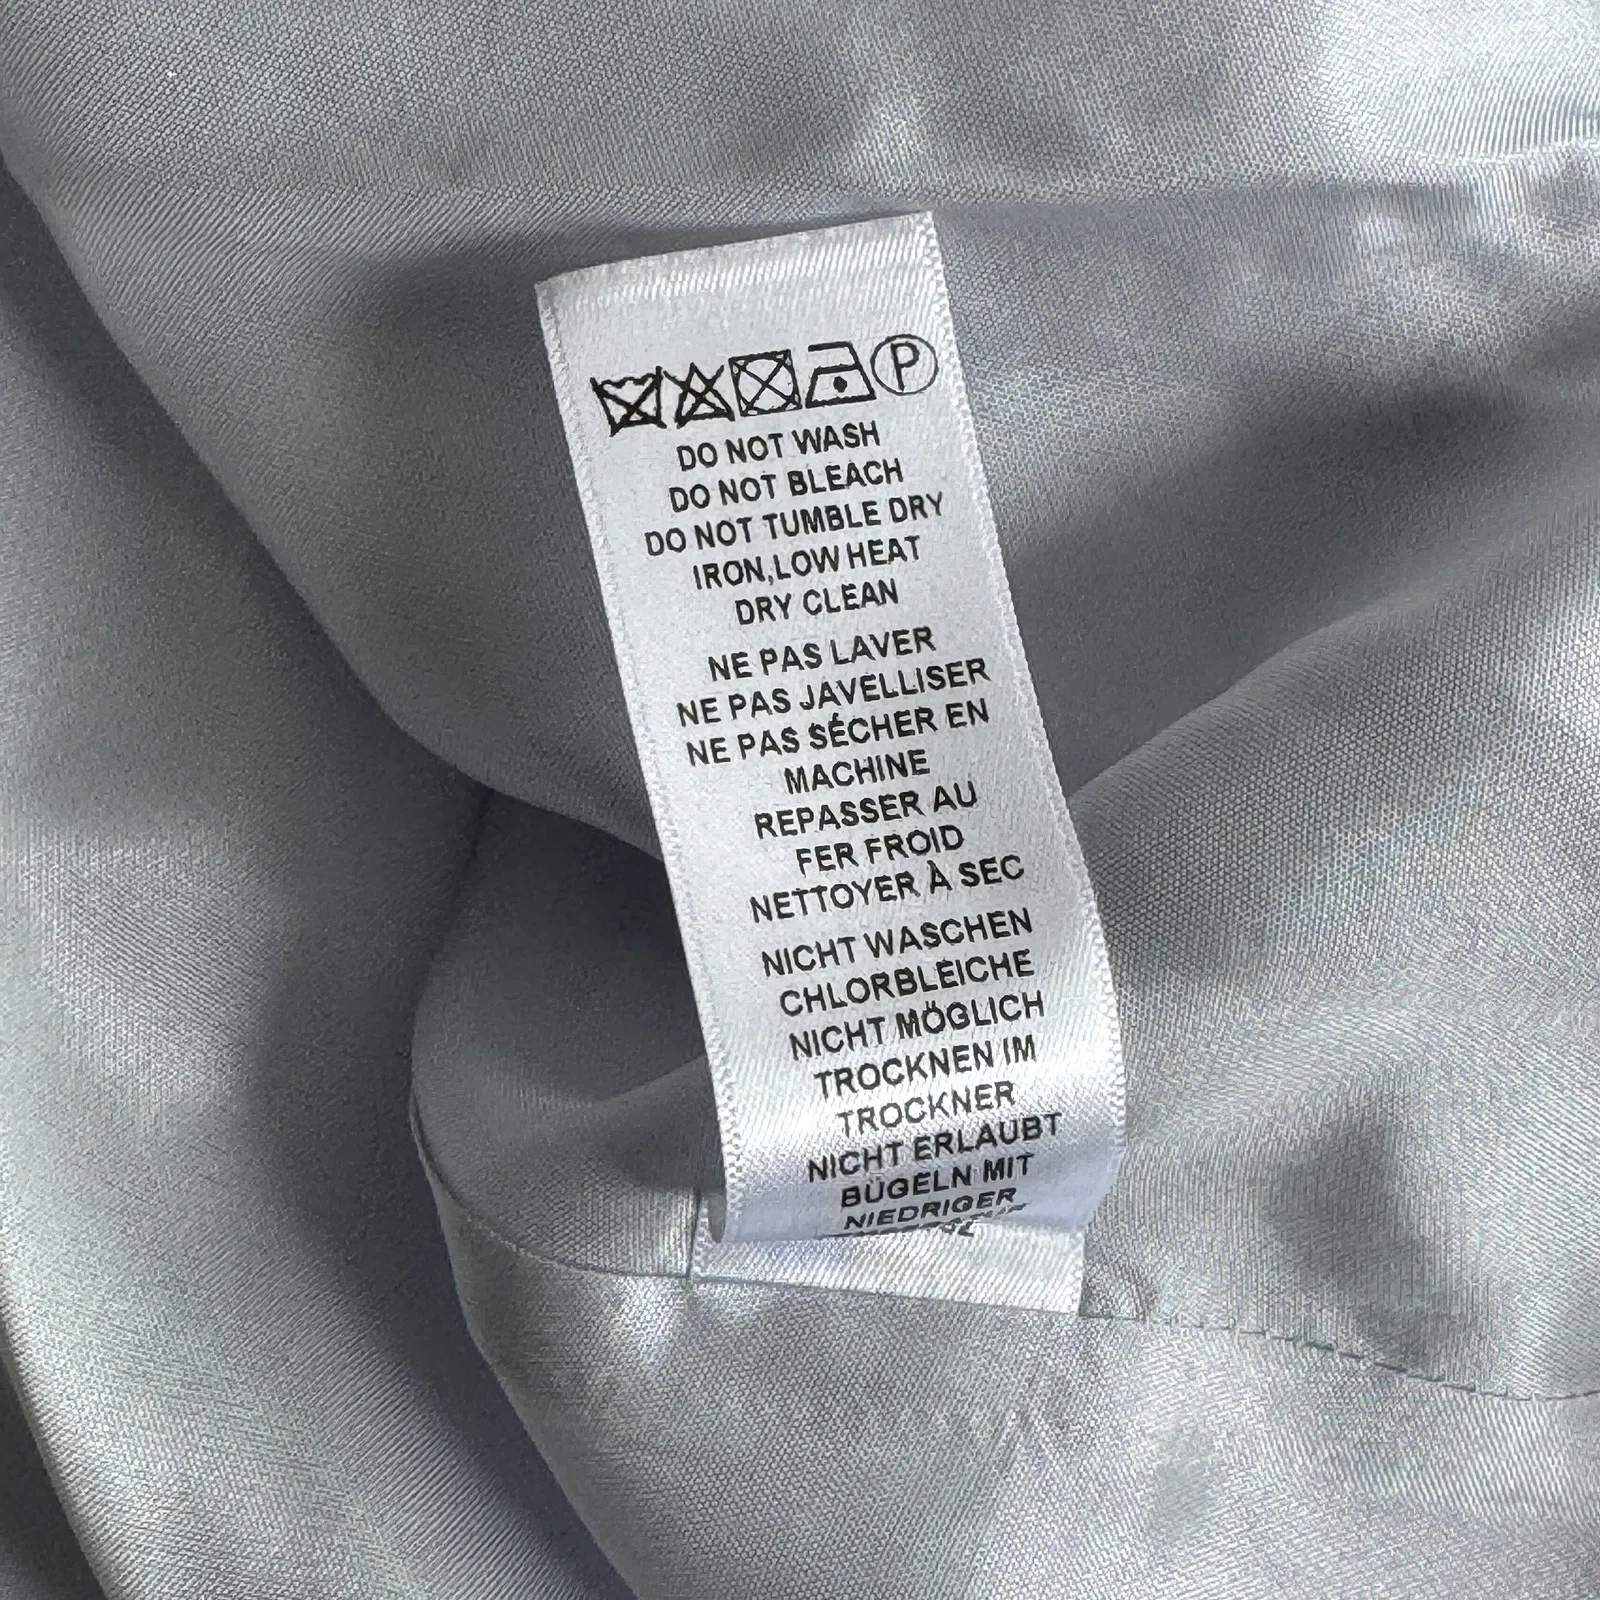 P
DO NOT WASH
DO NOT BLEACH
DO NOT TUMBLE DRY
IRON,LOW HEAT
DRY CLEAN
NE PAS LAVER
NE PAS JAVELLISER
NE PAS SÉCHER EN
MACHINE
REPASSER AU
FER FROID
NETTOYER À SEC
NICHT WASCHEN
CHLORBLEICHE
NICHT MÖGLICH
TROCKNEN IM
TROCKNER
NICHT ERLAUBT
BÜGELN MIT
NIEDRIGER